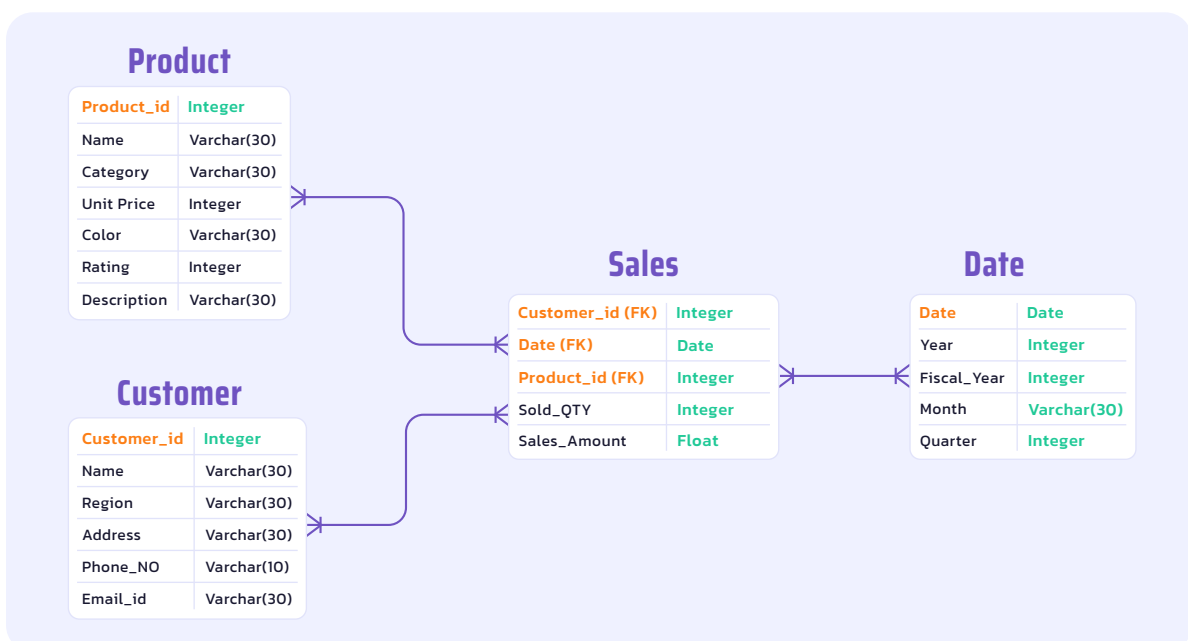 Product
Product_id Integer
Name Varchar(30)
Category Varchar(30)
Unit Price Integer
Color Varchar(30)
Rating Integer
Description Varchar(30)
Customer
Customer_id Integer
Name Varchar(30)
Region Varchar(30)
Address Varchar(30)
Phone_NO Varchar(10)
Email_id Varchar(30)
Sales
Customer_id (FK) Integer
Date (FK) Date
Product_id (FK) Integer
Sold_QTY Integer
Sales_Amount Float
Date
Date Date
Year Integer
Fiscal_Year Integer
Month Varchar(30)
Quarter Integer